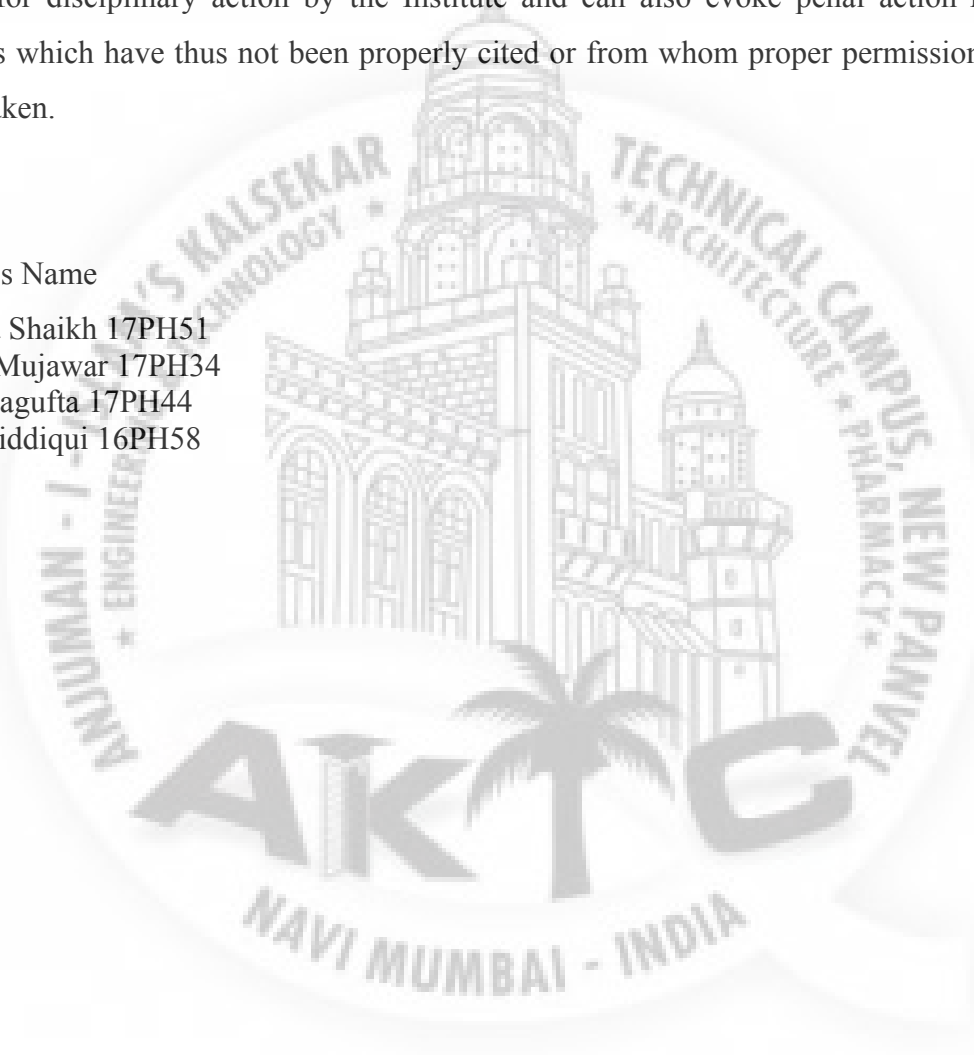 for disciplinary action by the Institute and can also evoke penal action
s which have thus not been properly cited or from whom proper permission
ken.
s Name
Shaikh 17PH51
Mujawar 17PH34
agufta 17PH44
iddiqui 16PH58
ANJUMAN - I - KALSEKAR TECHNICAL CAMPUS, NEW PANVEL
* ENGINEER TECHNOLOGY * *ARCHITECTURE * PHARMACY*
AKTC
NAVI MUMBAI - INDIA